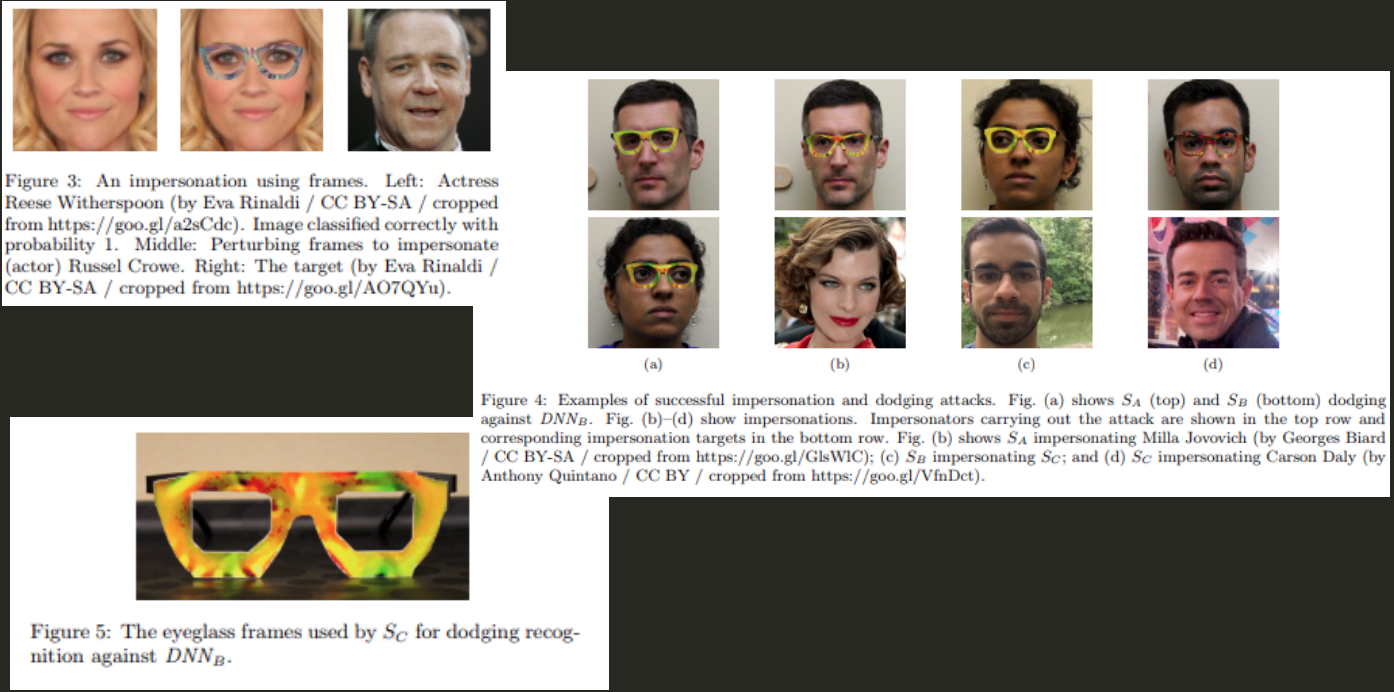 Figure 3: An impersonation using frames. Left: Actress
Reese Witherspoon (by Eva Rinaldi / CC BY-SA / cropped
from https://goo.gl/a2sCdc). Image classified correctly with
probability 1. Middle: Perturbing frames to impersonate
(actor) Russel Crowe. Right: The target (by Eva Rinaldi /
CC BY-SA / cropped from https://goo.gl/AO7QYu).
(a) (b) (c) (d)
Figure 4: Examples of successful impersonation and dodging attacks. Fig. (a) shows S_A (top) and S_B (bottom) dodging
against DNN_B. Fig. (b)–(d) show impersonations. Impersonators carrying out the attack are shown in the top row and
corresponding impersonation targets in the bottom row. Fig. (b) shows S_A impersonating Milla Jovovich (by Georges Biard
/ CC BY-SA / cropped from https://goo.gl/GlsWlC); (c) S_B impersonating S_C; and (d) S_C impersonating Carson Daly (by
Anthony Quintano / CC BY / cropped from https://goo.gl/VfnDct).
Figure 5: The eyeglass frames used by S_C for dodging recog-
nition against DNN_B.